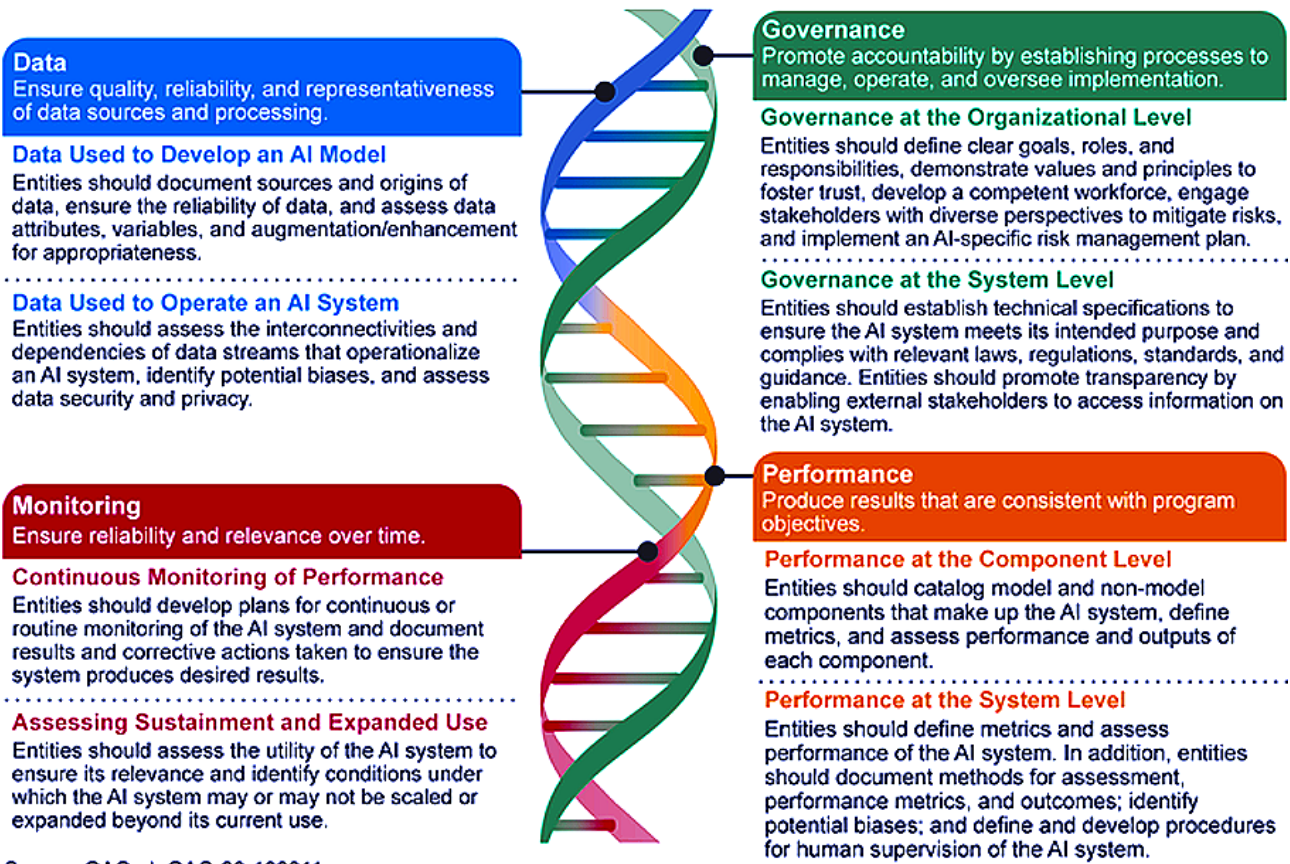 Data
Ensure quality, reliability, and representativeness
of data sources and processing.
Data Used to Develop an AI Model
Entities should document sources and origins of
data, ensure the reliability of data, and assess data
attributes, variables, and augmentation/enhancement
for appropriateness.
Data Used to Operate an AI System
Entities should assess the interconnectivities and
dependencies of data streams that operationalize
an AI system, identify potential biases, and assess
data security and privacy.
Monitoring
Ensure reliability and relevance over time.
Continuous Monitoring of Performance
Entities should develop plans for continuous or
routine monitoring of the AI system and document
results and corrective actions taken to ensure the
system produces desired results.
Assessing Sustainment and Expanded Use
Entities should assess the utility of the AI system to
ensure its relevance and identify conditions under
which the AI system may or may not be scaled or
expanded beyond its current use.
Governance
Promote accountability by establishing processes to
manage, operate, and oversee implementation.
Governance at the Organizational Level
Entities should define clear goals, roles, and
responsibilities, demonstrate values and principles to
foster trust, develop a competent workforce, engage
stakeholders with diverse perspectives to mitigate risks,
and implement an AI-specific risk management plan.
Governance at the System Level
Entities should establish technical specifications to
ensure the AI system meets its intended purpose and
complies with relevant laws, regulations, standards, and
guidance. Entities should promote transparency by
enabling external stakeholders to access information on
the AI system.
Performance
Produce results that are consistent with program
objectives.
Performance at the Component Level
Entities should catalog model and non-model
components that make up the AI system, define
metrics, and assess performance and outputs of
each component.
Performance at the System Level
Entities should define metrics and assess
performance of the AI system. In addition, entities
should document methods for assessment,
performance metrics, and outcomes; identify
potential biases; and define and develop procedures
for human supervision of the AI system.